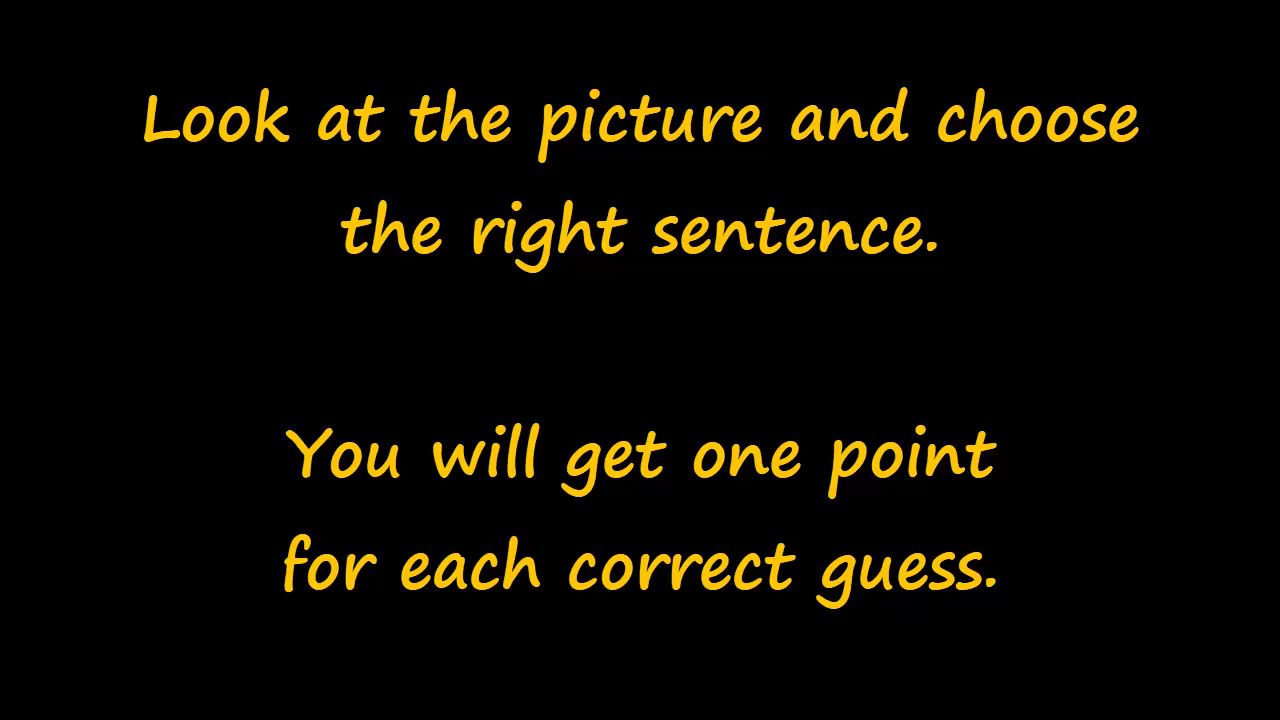 Look at the picture and choose
the right sentence.
You will get one point
for each correct guess.